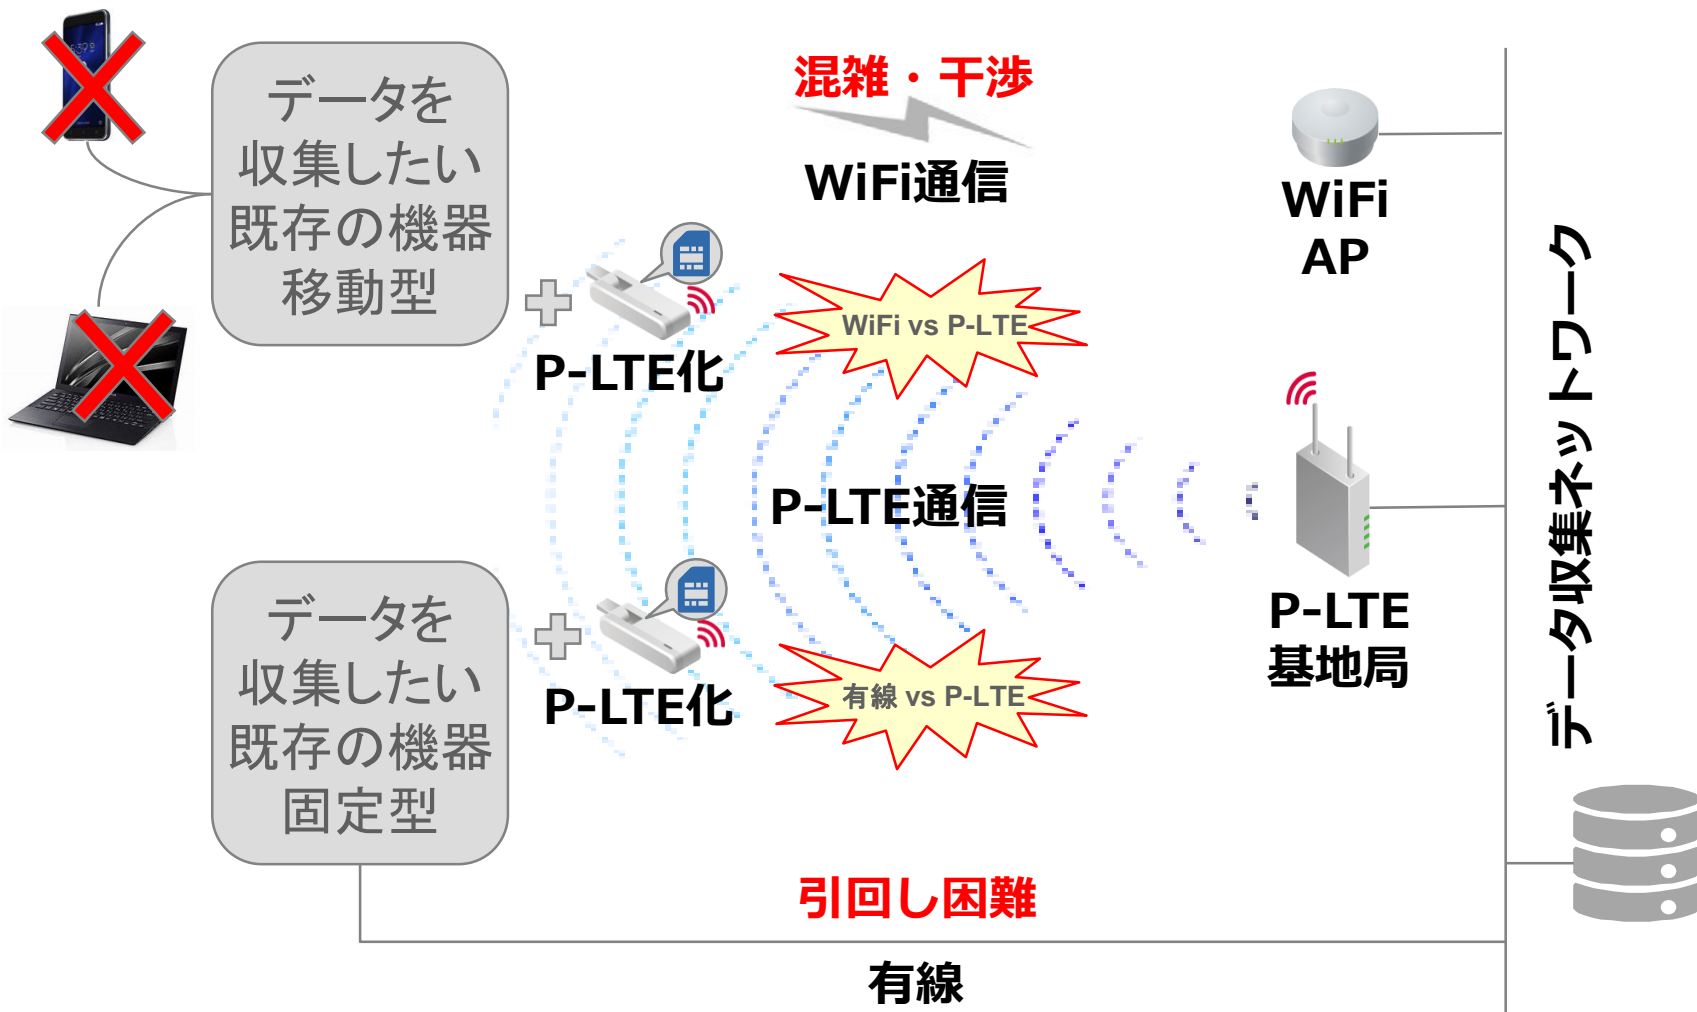 データを
収集したい
既存の機器
移動型
混雑・干渉
WiFi通信
WiFi
AP
P-LTE化
WiFi vs P-LTE
P-LTE通信
P-LTE
基地局
データ収集ネットワーク
データを
収集したい
既存の機器
固定型
P-LTE化
有線 vs P-LTE
引回し困難
有線